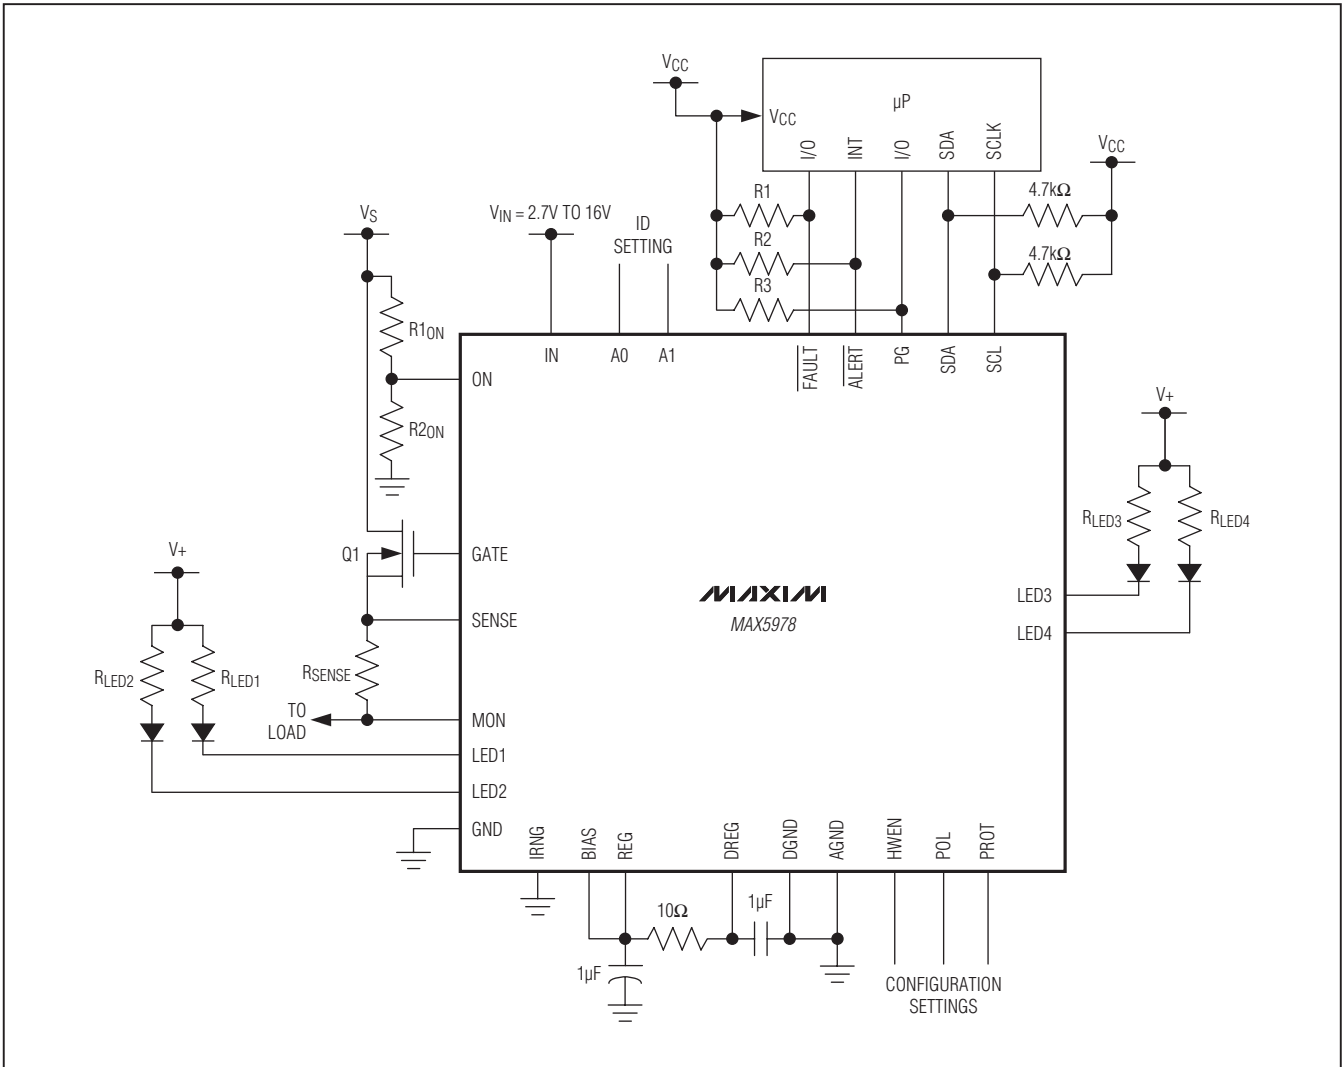 VCC
µP
VCC
I/O
INT
I/O
SDA
SCLK
VCC
R1
R2
R3
4.7kΩ
4.7kΩ
VS
VIN = 2.7V TO 16V
ID
SETTING
R1ON
R2ON
IN
A0
A1
FAULT
ALERT
PG
SDA
SCL
ON
GATE
SENSE
MON
LED1
LED2
GND
Q1
RSENSE
TO
LOAD
V+
RLED2
RLED1
MAXIM
MAX5978
V+
RLED3
RLED4
LED3
LED4
IRNG
BIAS
REG
DREG
DGND
AGND
HWEN
POL
PROT
10Ω
1µF
1µF
CONFIGURATION
SETTINGS